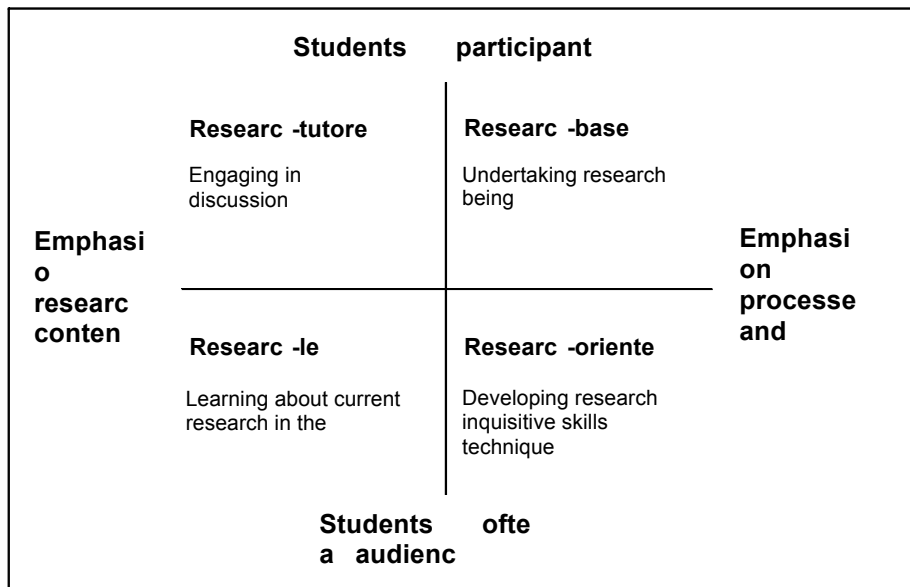 Students participant
Researc -tutore
Engaging in
discussion
Researc -base
Undertaking research
being
Emphasi
o
researc
conten
Emphasi
on
processe
and
Researc -le
Learning about current
research in the
Researc -oriente
Developing research
inquisitive skills
technique
Students ofte
a audienc